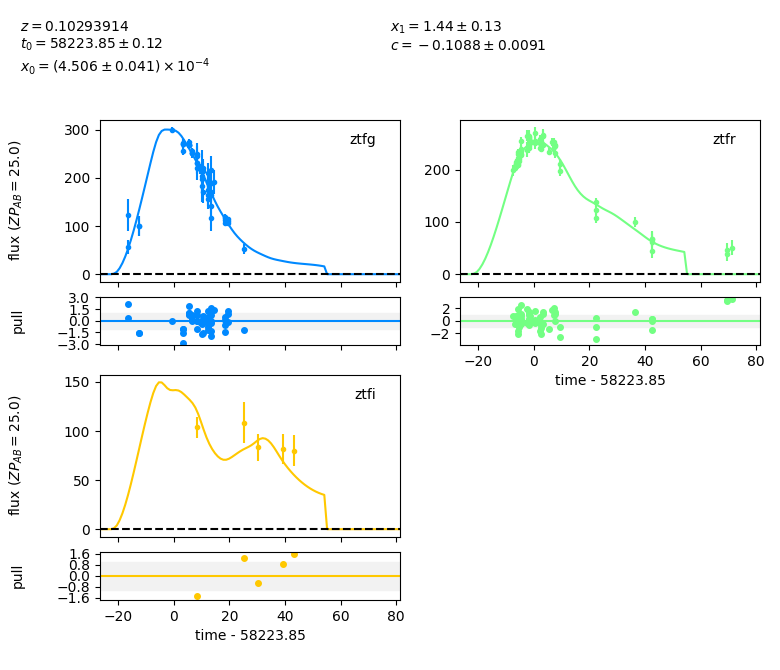 z = 0.10293914
t₀ = 58223.85 ± 0.12
x₀ = (4.506 ± 0.041) × 10⁻⁴
x₁ = 1.44 ± 0.13
c = −0.1088 ± 0.0091
flux (ZP_AB = 25.0)
300
200
100
0
ztfg
200
100
0
ztfr
pull
3.0
1.5
0.0
−1.5
−3.0
2
0
−2
−20 0 20 40 60 80
time - 58223.85
flux (ZP_AB = 25.0)
150
100
50
0
ztfi
pull
1.6
0.8
0.0
−0.8
−1.6
−20 0 20 40 60 80
time - 58223.85